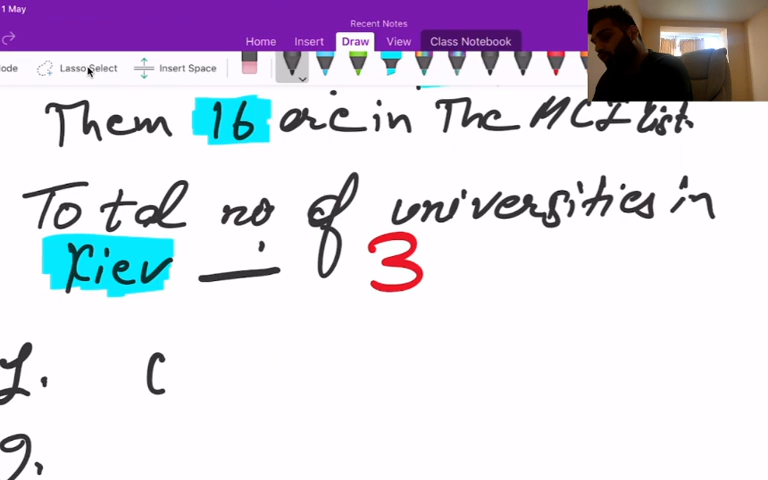 1 May
Recent Notes
Home Insert Draw View Class Notebook
ode Lasso Select Insert Space
Them 16 are in The MCI list.
Total no of universities in
Kiev — 3
1. C
2.